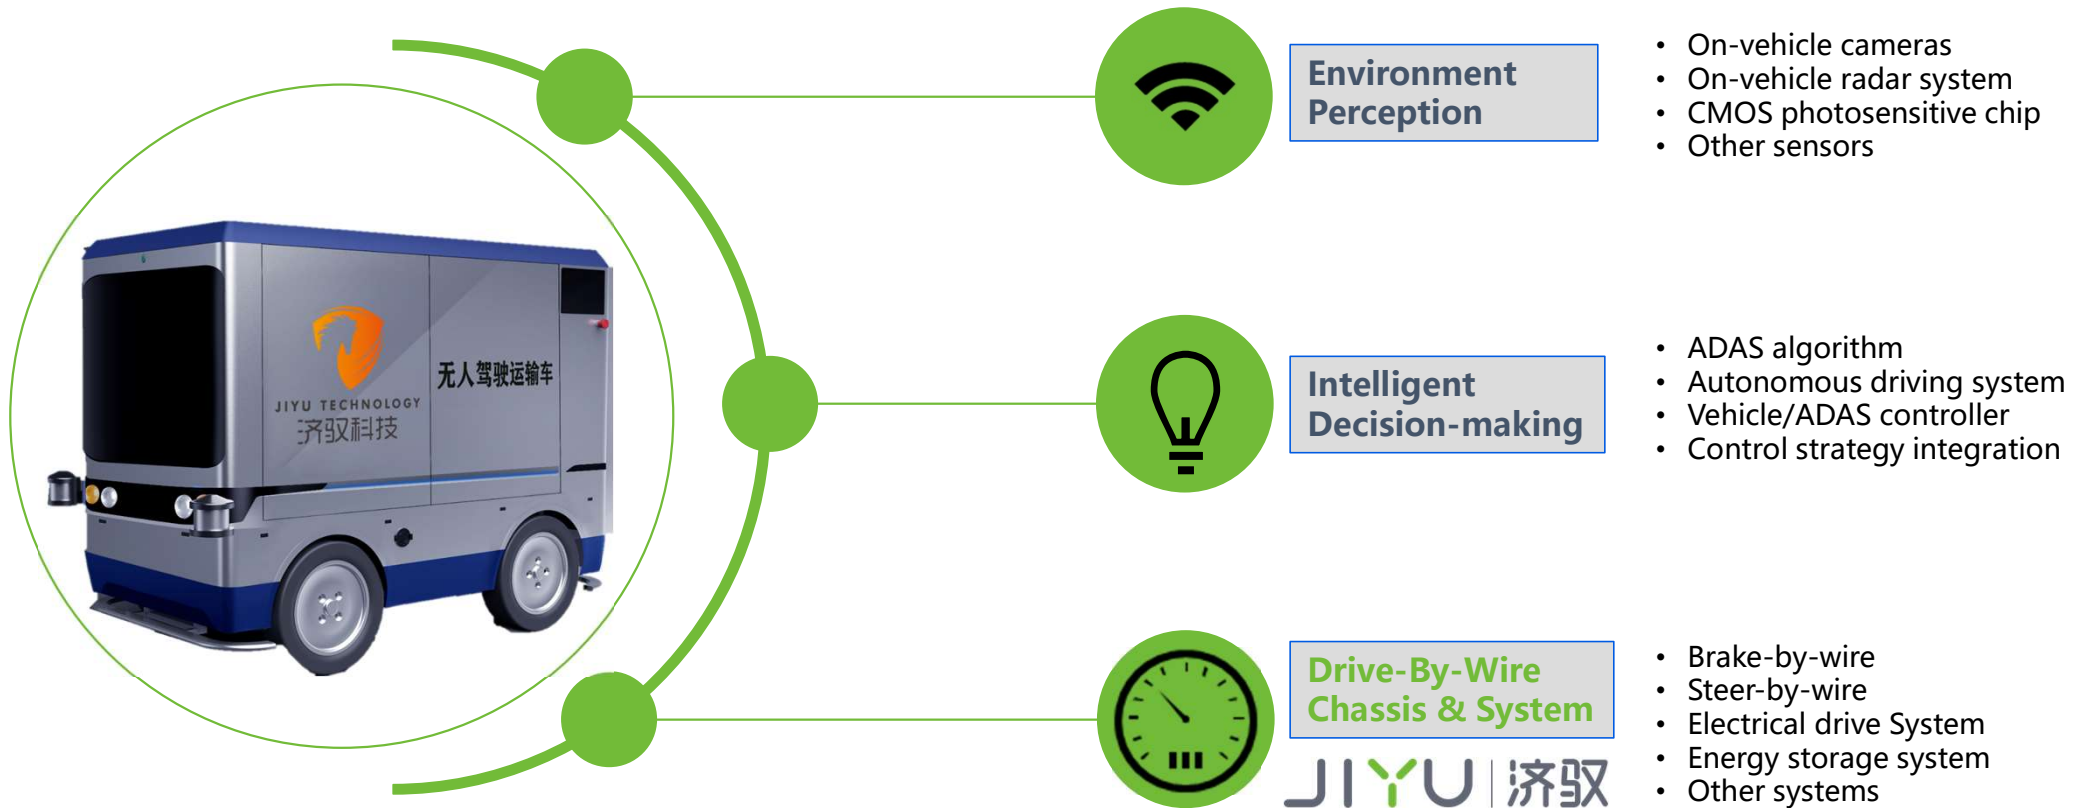 Environment
Perception
• On-vehicle cameras
• On-vehicle radar system
• CMOS photosensitive chip
• Other sensors
JIYU TECHNOLOGY
济驭科技
无人驾驶运输车
Intelligent
Decision-making
• ADAS algorithm
• Autonomous driving system
• Vehicle/ADAS controller
• Control strategy integration
Drive-By-Wire
Chassis & System
JIYU 济驭
• Brake-by-wire
• Steer-by-wire
• Electrical drive System
• Energy storage system
• Other systems